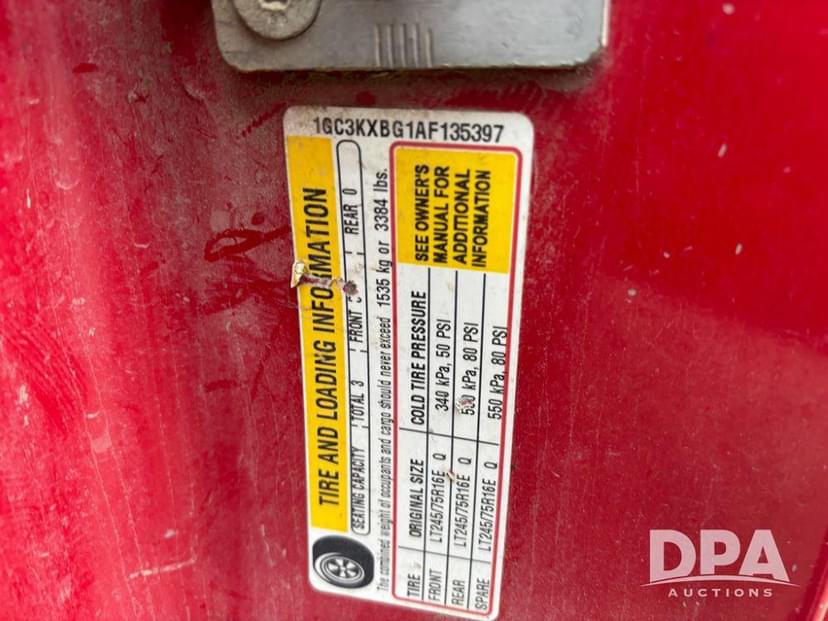 1GC3KXBG1AF135397
TIRE AND LOADING INFORMATION
SEATING CAPACITY TOTAL 3 FRONT REAR 0
The combined weight of occupants and cargo should never exceed 1535 kg or 3384 lbs.
TIRE ORIGINAL SIZE COLD TIRE PRESSURE
FRONT LT245/75R16E Q 340 kPa, 50 PSI
REAR LT245/75R16E Q 550 kPa, 80 PSI
SPARE LT245/75R16E Q 550 kPa, 80 PSI
SEE OWNER'S
MANUAL FOR
ADDITIONAL
INFORMATION
DPA
AUCTIONS